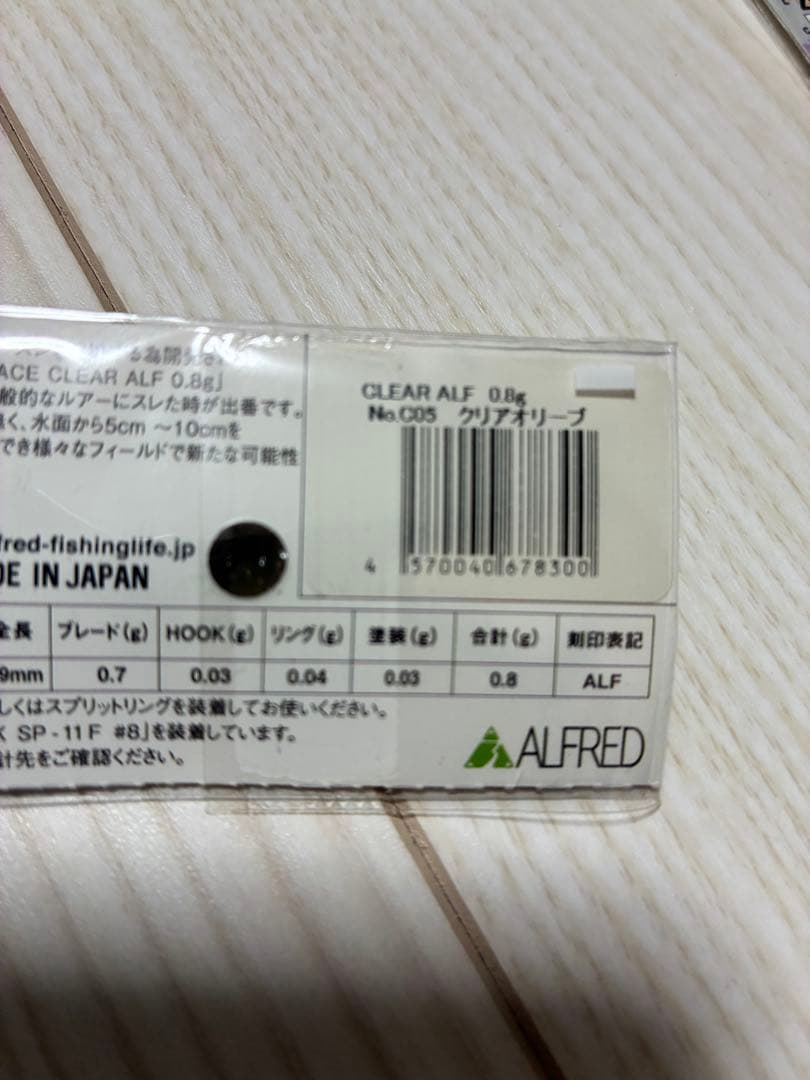 為開発
ACE CLEAR ALF 0.8g」
般的なルアーにスレた時が出番です。
く、水面から5cm 〜10cmを
でき様々なフィールドで新たな可能性
CLEAR ALF 0.8g
No.C05 クリアオリーブ
4 570040 678300
fred-fishinglife.jp
DE IN JAPAN
全長 ブレード(g) HOOK(g) リング(g) 塗装(g) 合計(g) 刻印表記
9mm 0.7 0.03 0.04 0.03 0.8 ALF
しくはスプリットリングを装着してお使いください。
K SP-11F #8」を装着しています。
計先をご確認ください。
ALFRED